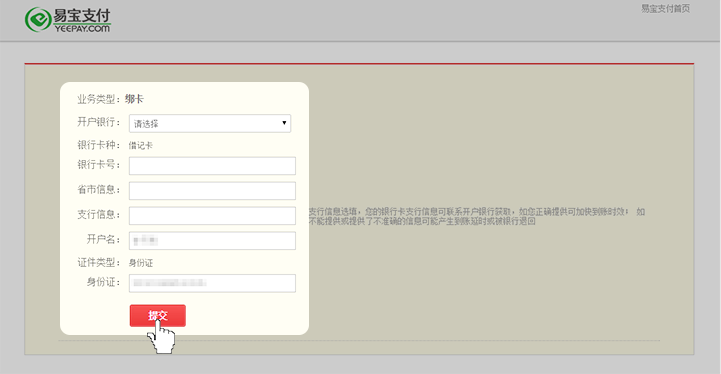 易宝支付
YEEPAY.COM
易宝支付首页
业务类型：绑卡
开户银行：请选择
银行卡种：借记卡
银行卡号：
省市信息：
支行信息：
支行信息选填，您的银行卡支行信息可联系开户银行获取，如您正确提供可加快到账时效； 如
不能提供或提供了不准确的信息可能产生到账延时或被银行退回
开户名：
证件类型：身份证
身份证：
提交